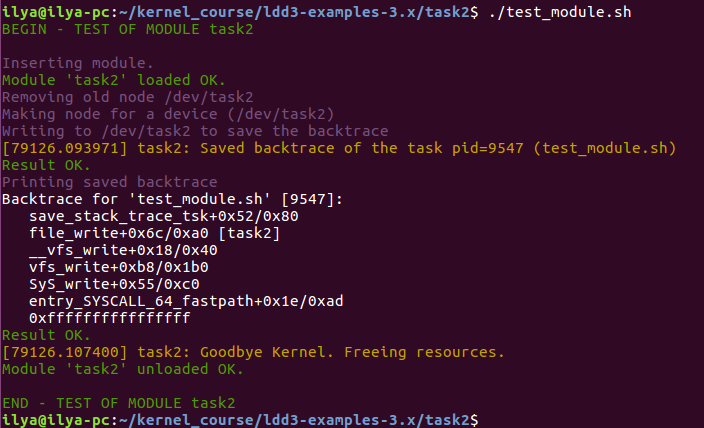 ilya@ilya-pc:~/kernel_course/ldd3-examples-3.x/task2$ ./test_module.sh
BEGIN - TEST OF MODULE task2
Inserting module.
Module 'task2' loaded OK.
Removing old node /dev/task2
Making node for a device (/dev/task2)
Writing to /dev/task2 to save the backtrace
[79126.093971] task2: Saved backtrace of the task pid=9547 (test_module.sh)
Result OK.
Printing saved backtrace
Backtrace for 'test_module.sh' [9547]:
save_stack_trace_tsk+0x52/0x80
file_write+0x6c/0xa0 [task2]
__vfs_write+0x18/0x40
vfs_write+0xb8/0x1b0
SyS_write+0x55/0xc0
entry_SYSCALL_64_fastpath+0x1e/0xad
0xffffffffffffffff
Result OK.
[79126.107400] task2: Goodbye Kernel. Freeing resources.
Module 'task2' unloaded OK.
END - TEST OF MODULE task2
ilya@ilya-pc:~/kernel_course/ldd3-examples-3.x/task2$